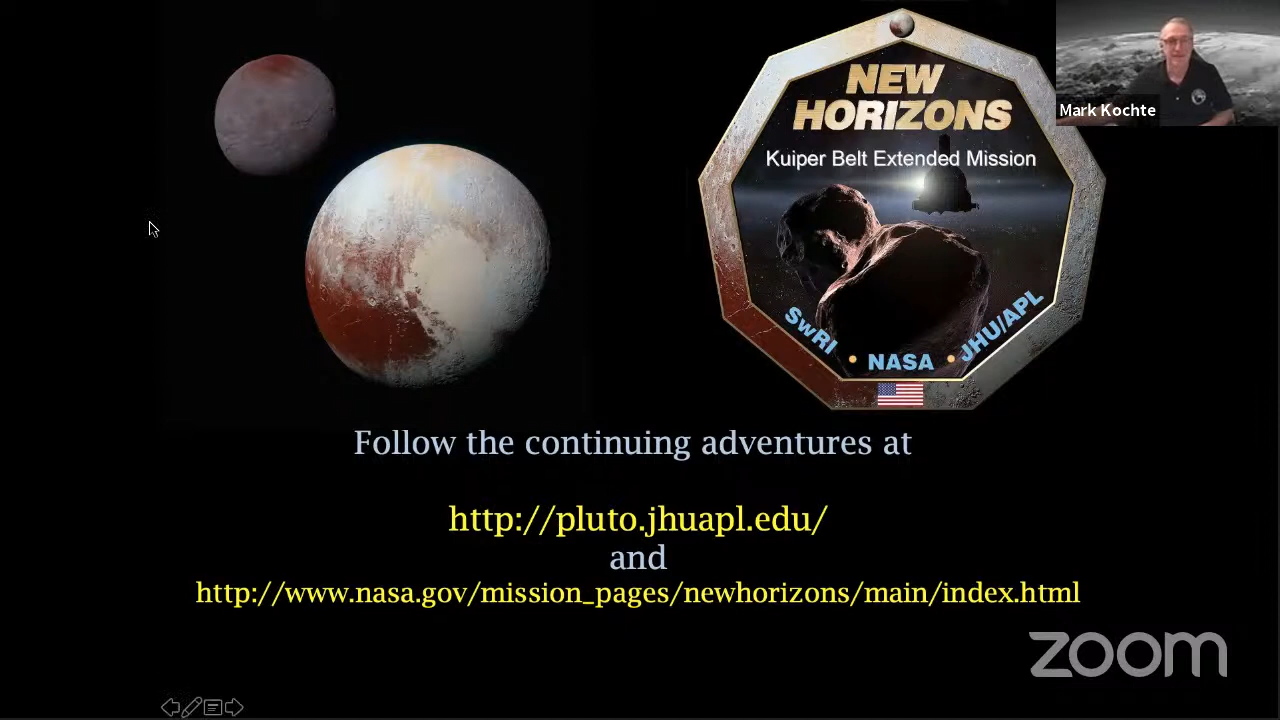 NEW
HORIZONS
Kuiper Belt Extended Mission
SwRI • NASA • JHU/APL
Mark Kochte
Follow the continuing adventures at
http://pluto.jhuapl.edu/
and
http://www.nasa.gov/mission_pages/newhorizons/main/index.html
zoom